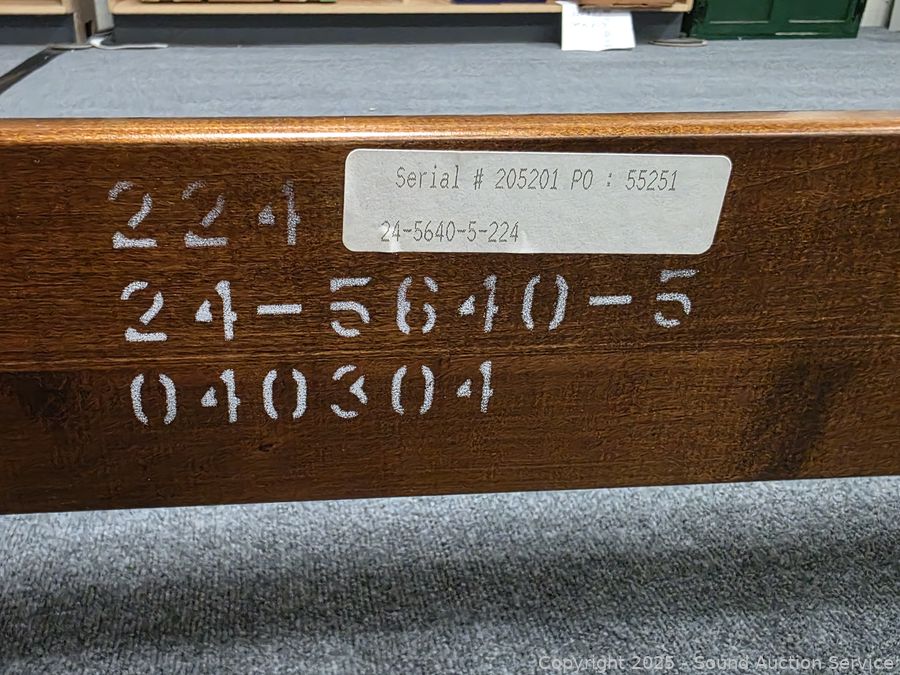 Serial # 205201 PO : 55251
24-5640-5-224
224
24-5640-5
040304
Copyright 2025 - Sound Auction Service